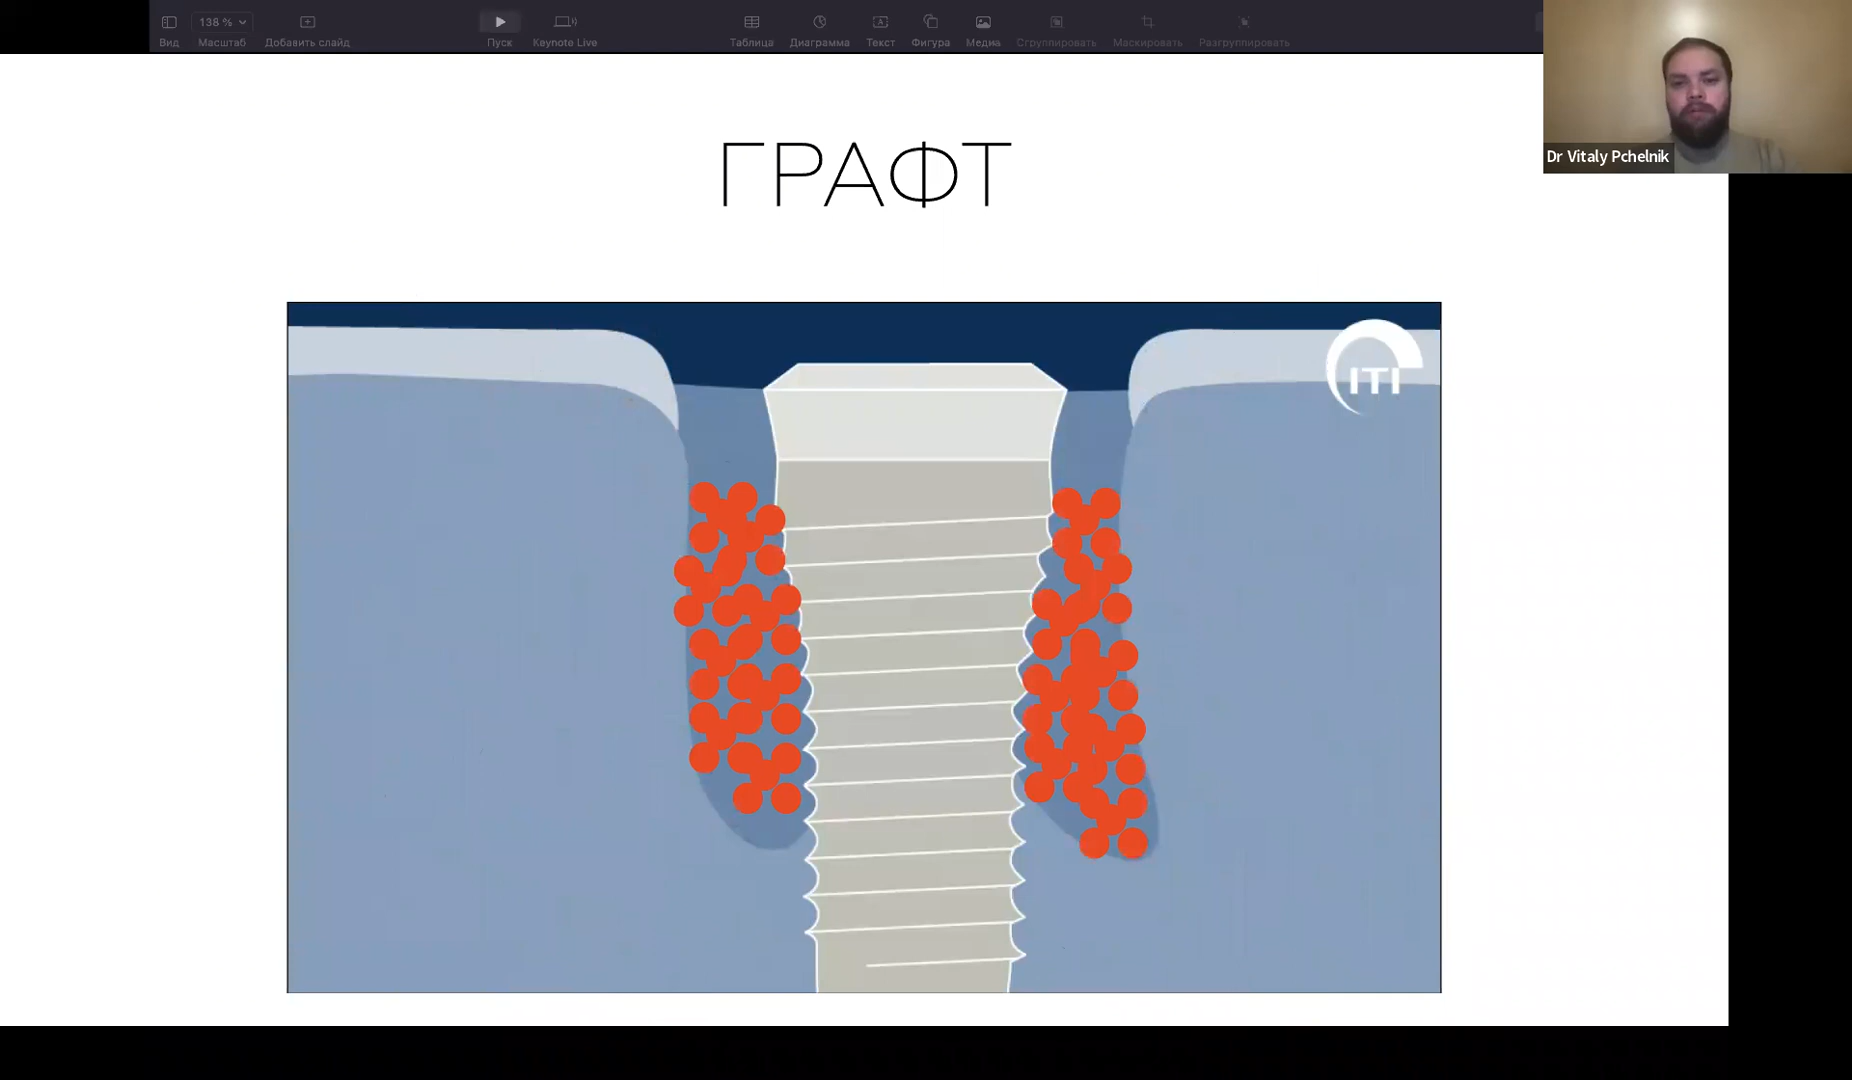 138 %
Вид
Масштаб
Добавить слайд
Пуск
Keynote Live
Таблица
Диаграмма
Текст
Фигура
Медиа
Сгруппировать
Маскировать
Разгруппировать
Dr Vitaly Pchelnik
ГРАФТ
ITI